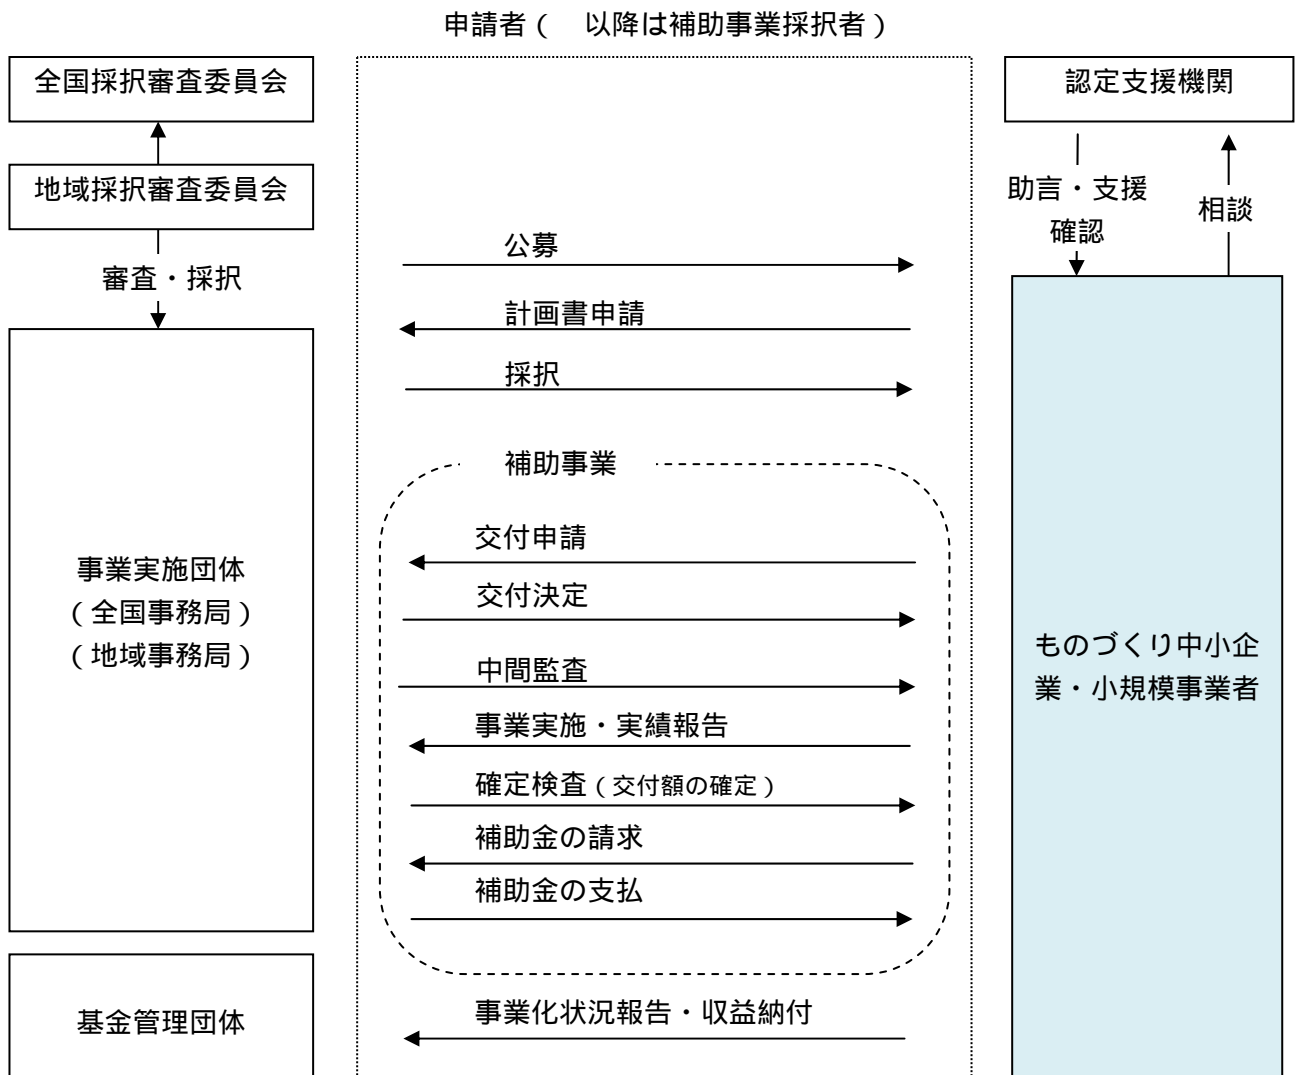 申請者（　以降は補助事業採択者）
全国採択審査委員会
地域採択審査委員会
審査・採択
事業実施団体
（全国事務局）
（地域事務局）
基金管理団体
公募
計画書申請
採択
補助事業
交付申請
交付決定
中間監査
事業実施・実績報告
確定検査（交付額の確定）
補助金の請求
補助金の支払
事業化状況報告・収益納付
認定支援機関
助言・支援
確認
相談
ものづくり中小企
業・小規模事業者